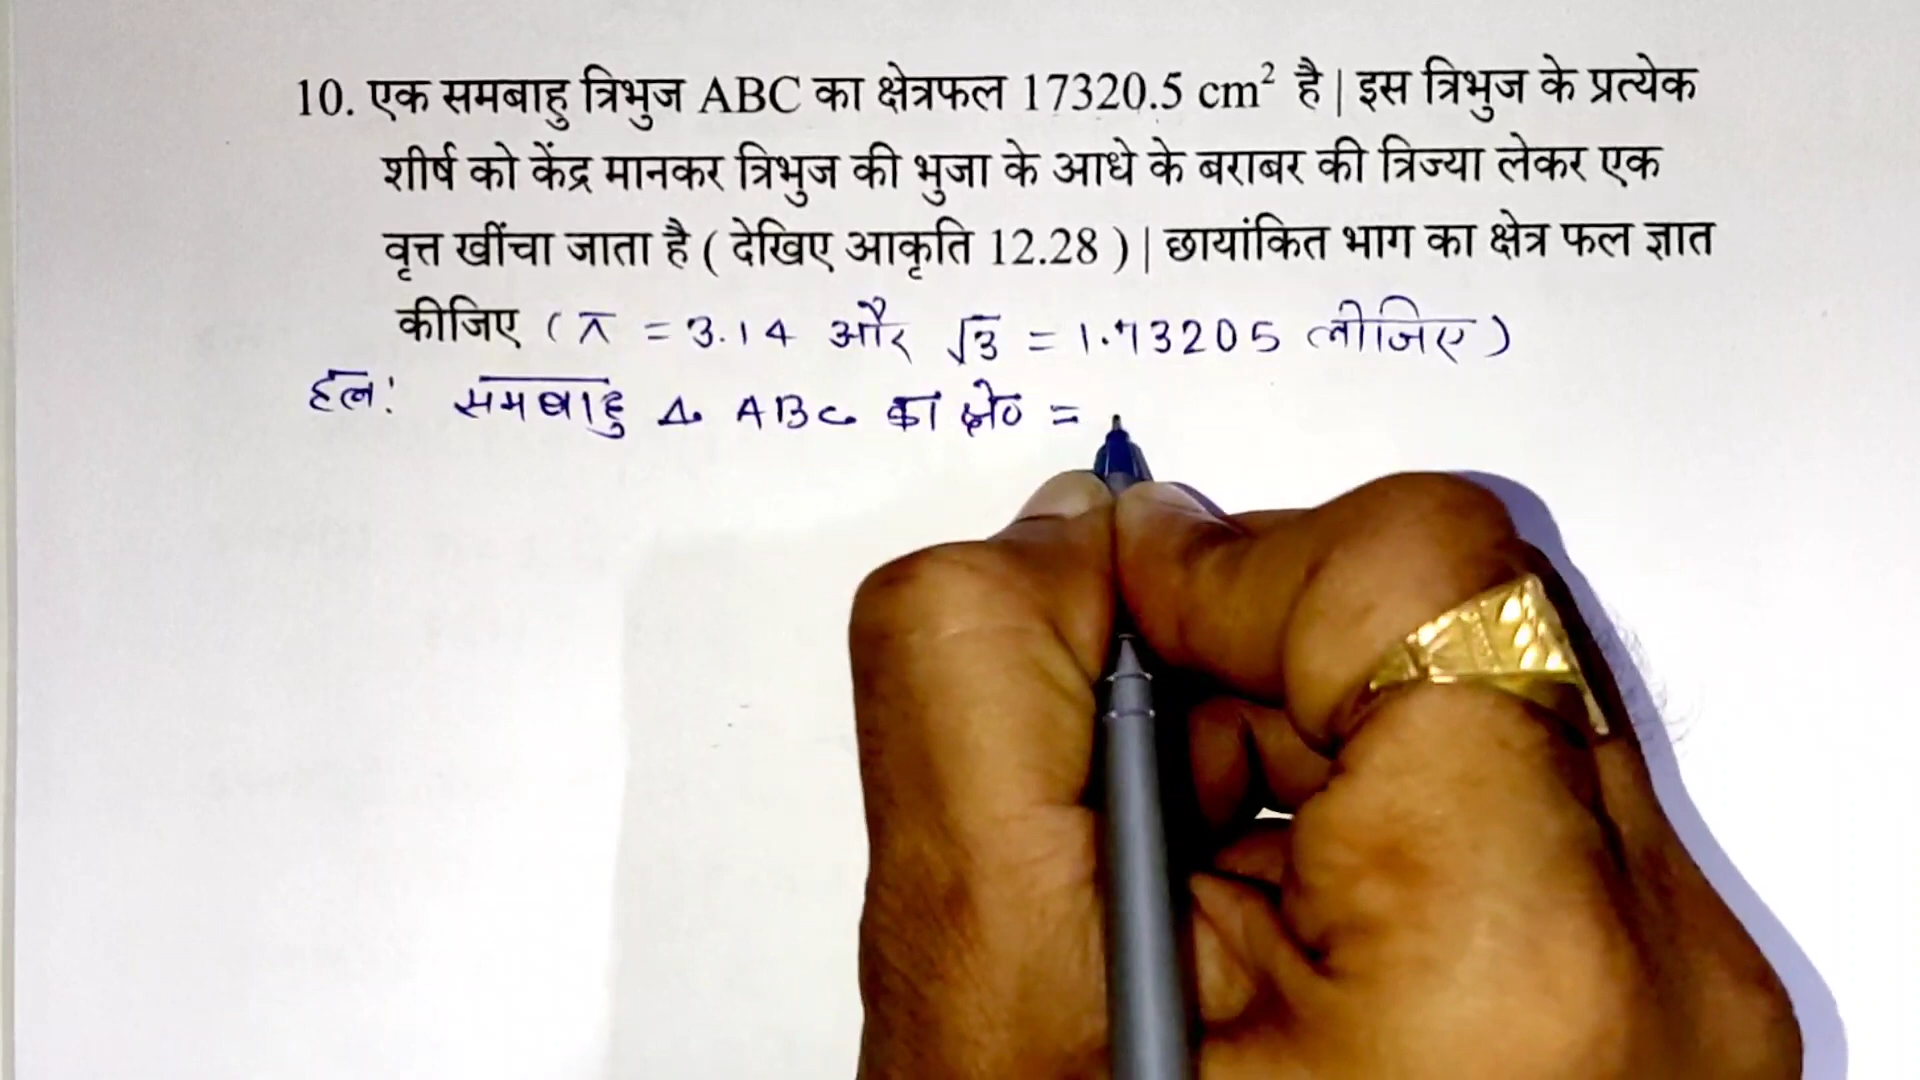 10. एक समबाहु त्रिभुज ABC का क्षेत्रफल 17320.5 cm² है | इस त्रिभुज के प्रत्येक
शीर्ष को केंद्र मानकर त्रिभुज की भुजा के आधे के बराबर की त्रिज्या लेकर एक
वृत्त खींचा जाता है ( देखिए आकृति 12.28 ) | छायांकित भाग का क्षेत्र फल ज्ञात
कीजिए ( π = 3.14 और √3 = 1.73205 लीजिए )
हल: समबाहु Δ ABC का क्षे० =